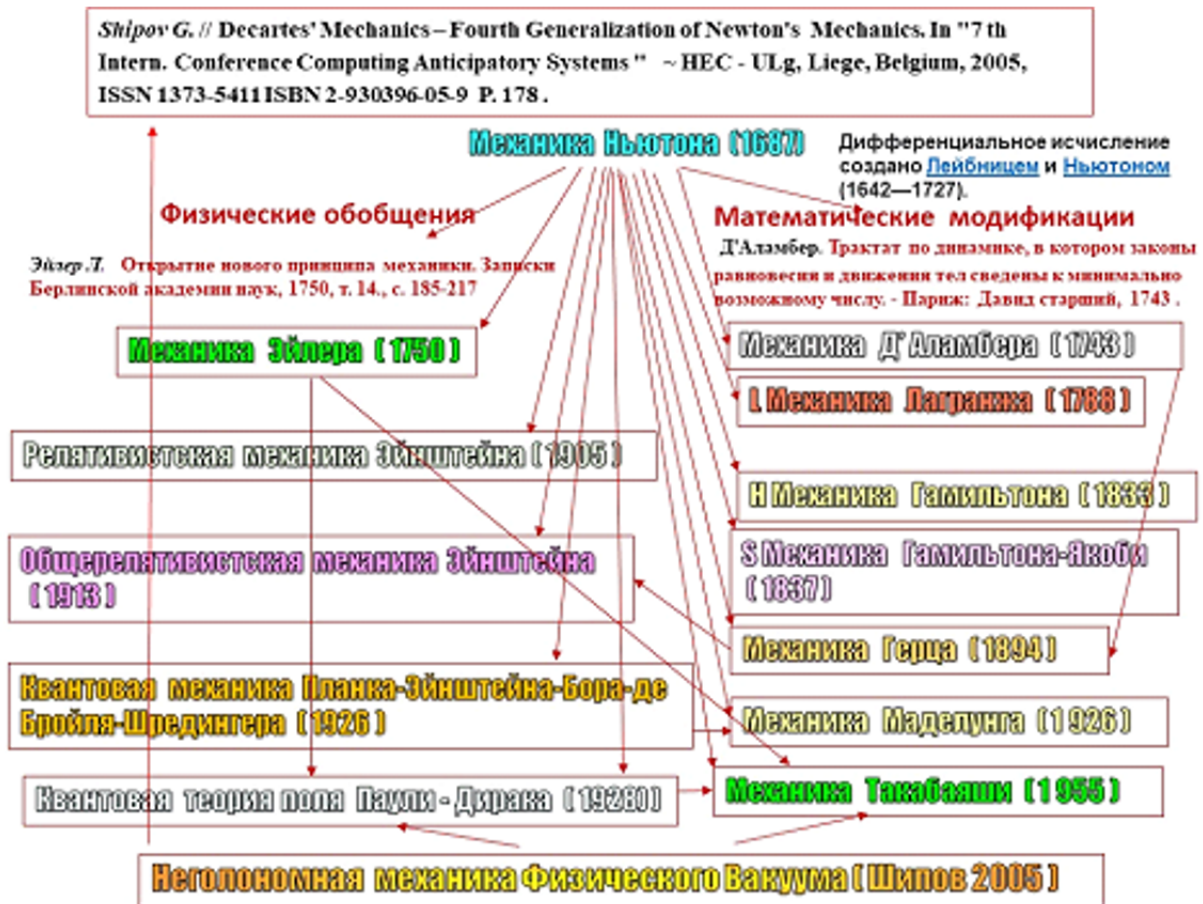 Shipov G. // Decartes' Mechanics – Fourth Generalization of Newton's Mechanics. In "7 th
Intern. Conference Computing Anticipatory Systems " ~ HEC - ULg, Liege, Belgium, 2005,
ISSN 1373-5411 ISBN 2-930396-05-9 P. 178 .
Механика Ньютона (1687)
Дифференциальное исчисление
создано Лейбницем и Ньютоном
(1642—1727).
Физические обобщения
Математические модификации
Эйлер Л. Открытие нового принципа механики. Записки
Берлинской академии наук, 1750, т. 14., с. 185-217
Д'Аламбер. Трактат по динамике, в котором законы
равновесия и движения тел сведены к минимально
возможному числу. - Париж: Давид старший, 1743 .
Механика Эйлера ( 1750 )
Механика Д'Аламбера ( 1743 )
L Механика Лагранжа ( 1788 )
Релятивистская механика Эйнштейна ( 1905 )
H Механика Гамильтона ( 1833 )
Общерелятивистская механика Эйнштейна
( 1913 )
S Механика Гамильтона-Якоби
( 1837)
Механика Герца (1894 )
Квантовая механика Планка-Эйнштейна-Бора-де
Бройля-Шредингера (1926 )
Механика Маделунга (1 926 )
Квантовая теория поля Паули - Дирака ( 1928))
Механика Такабаяши (1 955 )
Неголономная механика Физического Вакуума ( Шипов 2005 )